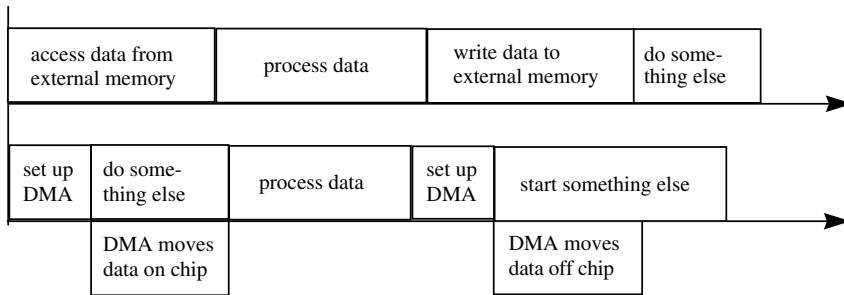 access data from
external memory
process data
write data to
external memory
do some-
thing else
set up
DMA
do some-
thing else
process data
set up
DMA
start something else
DMA moves
data on chip
DMA moves
data off chip